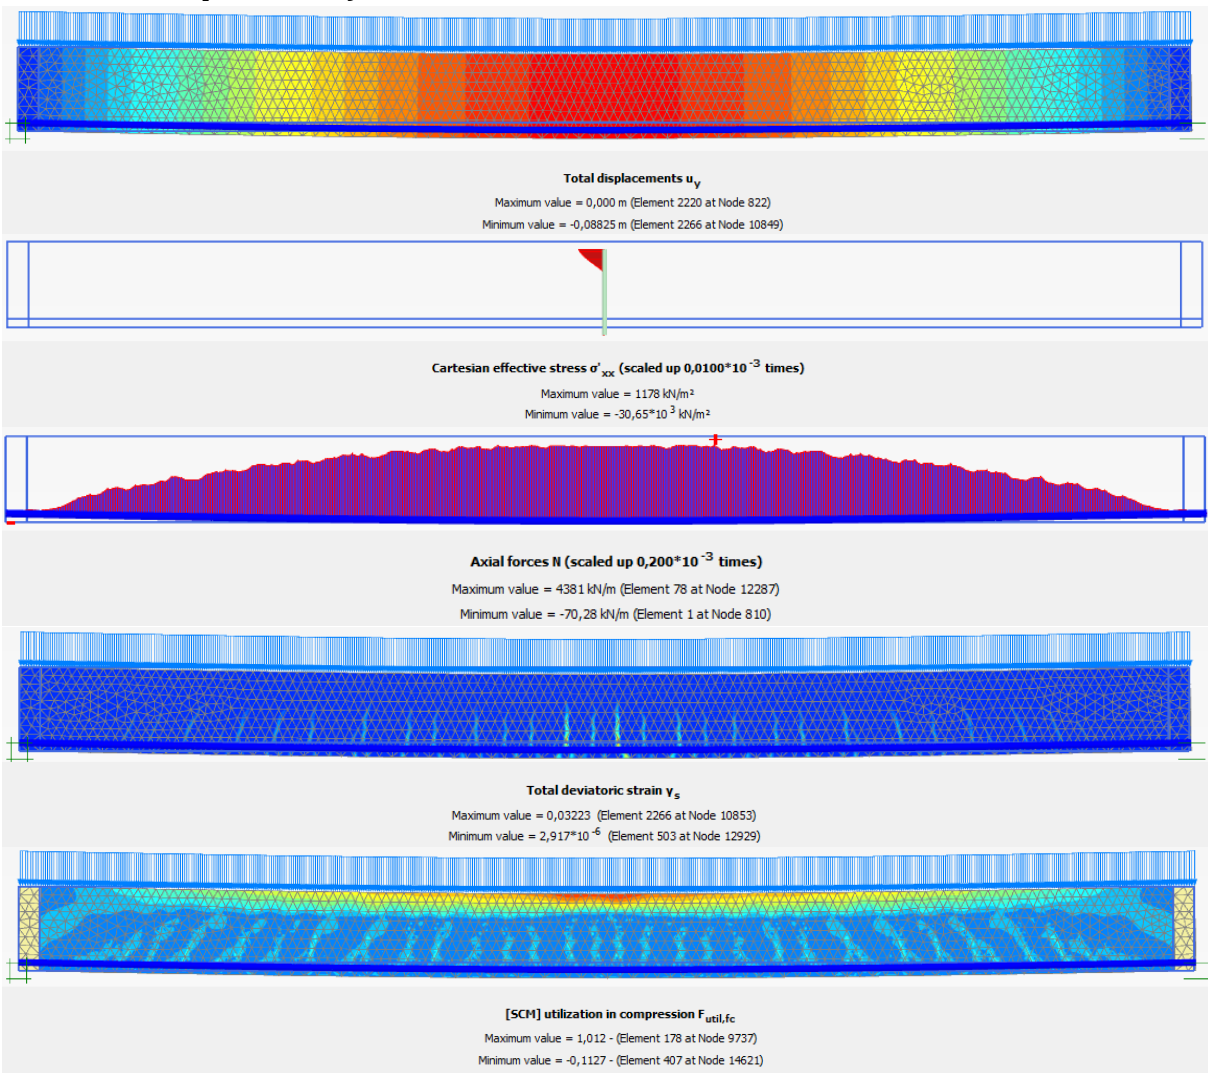 Total displacements uy
Maximum value = 0,000 m (Element 2220 at Node 822)
Minimum value = -0,08825 m (Element 2266 at Node 10849)
Cartesian effective stress σ'xx (scaled up 0,0100*10-3 times)
Maximum value = 1178 kN/m²
Minimum value = -30,65*10 3 kN/m²
Axial forces N (scaled up 0,200*10-3 times)
Maximum value = 4381 kN/m (Element 78 at Node 12287)
Minimum value = -70,28 kN/m (Element 1 at Node 810)
Total deviatoric strain γs
Maximum value = 0,03223 (Element 2266 at Node 10853)
Minimum value = 2,917*10-6 (Element 503 at Node 12929)
[SCM] utilization in compression Futil,fc
Maximum value = 1,012 - (Element 178 at Node 9737)
Minimum value = -0,1127 - (Element 407 at Node 14621)